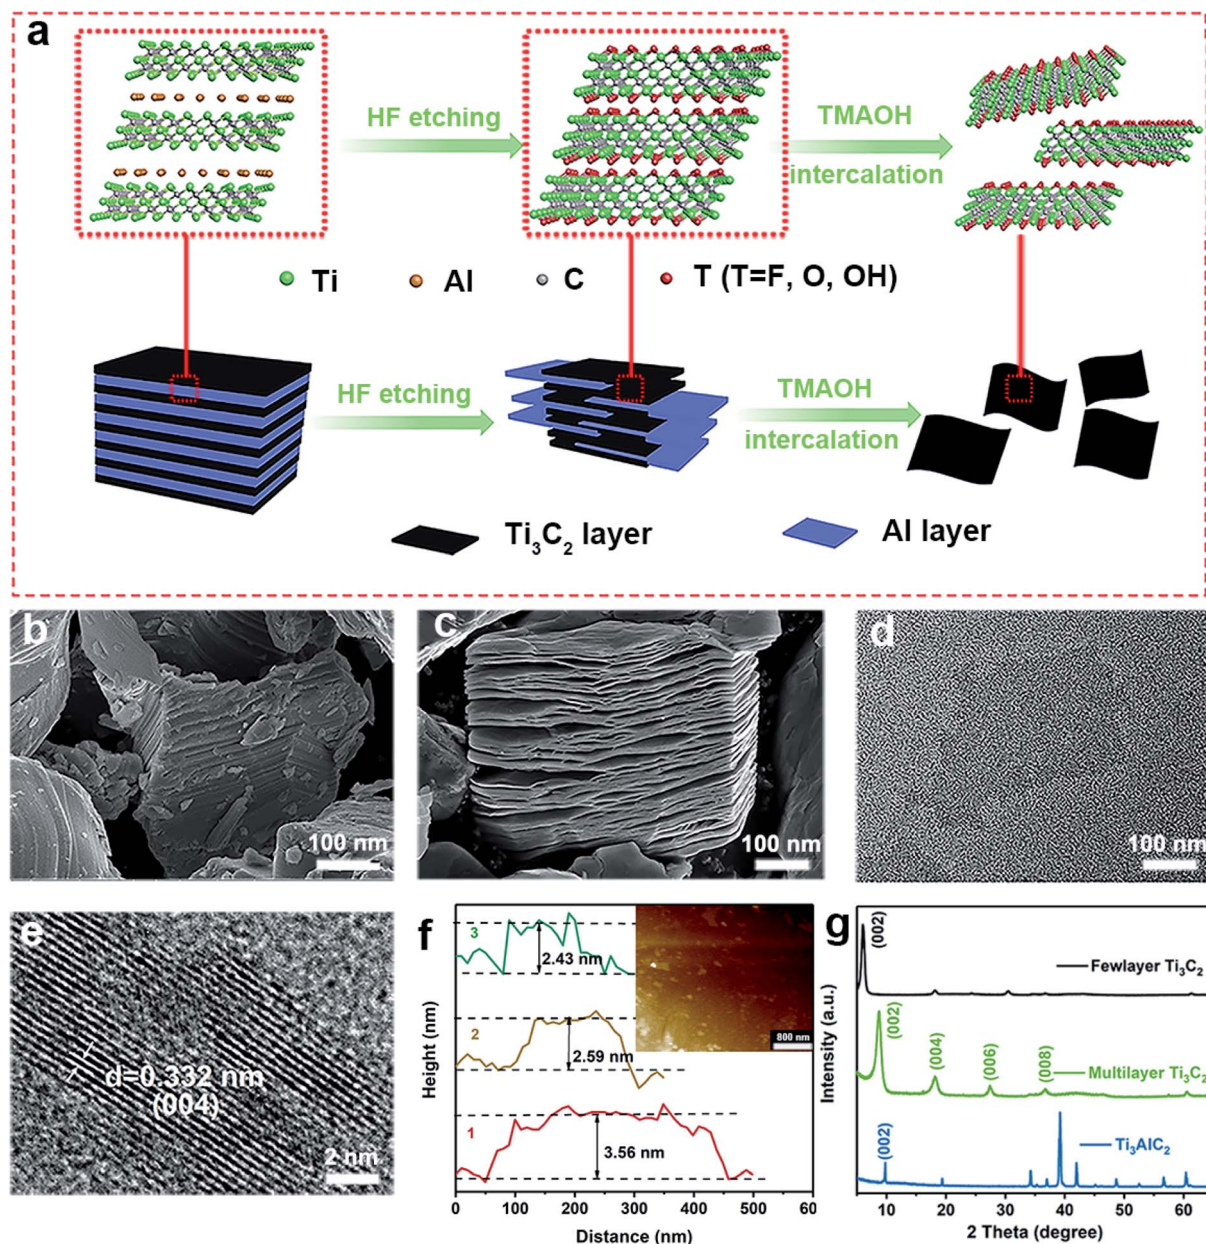 a
HF etching
TMAOH
intercalation
Ti
Al
C
T (T=F, O, OH)
HF etching
TMAOH
intercalation
Ti₃C₂ layer
Al layer
b
100 nm
c
100 nm
d
100 nm
e
d=0.332 nm
(004)
2 nm
f
Height (nm)
3
2.43 nm
2
2.59 nm
1
3.56 nm
800 nm
0 100 200 300 400 500 60
Distance (nm)
g
Intensity (a.u.)
(002)
Fewlayer Ti₃C₂
(002)
(004)
(006)
(008)
Multilayer Ti₃C₂
(002)
Ti₃AlC₂
10 20 30 40 50 60
2 Theta (degree)